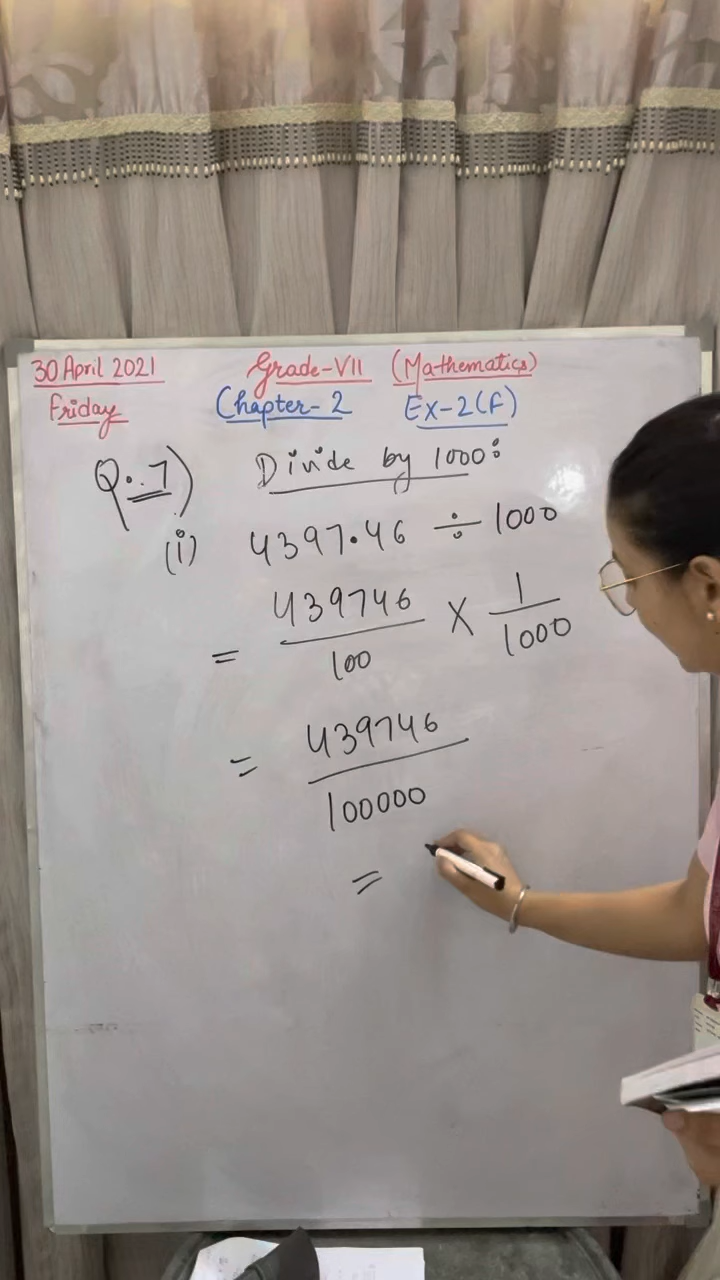 30 April 2021 Grade-VII (Mathematics)
Friday Chapter-2 Ex-2(F)
Q.7) Divide by 1000:
(i) 4397.46 ÷ 1000
= 439746/100 × 1/1000
= 439746/100000
=